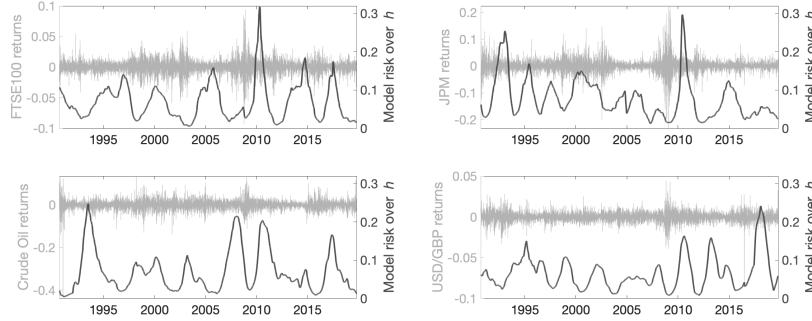 FTSE100 returns
0.1
0.05
0
-0.05
-0.1
0.3
0.2
0.1
0
Model risk over h
1995 2000 2005 2010 2015
JPM returns
0.2
0.1
0
-0.1
-0.2
0.3
0.2
0.1
0
Model risk over h
1995 2000 2005 2010 2015
Crude Oil returns
0
-0.2
-0.4
0.3
0.2
0.1
0
Model risk over h
1995 2000 2005 2010 2015
USD/GBP returns
0.05
0
-0.05
-0.1
0.3
0.2
0.1
0
Model risk over h
1995 2000 2005 2010 2015